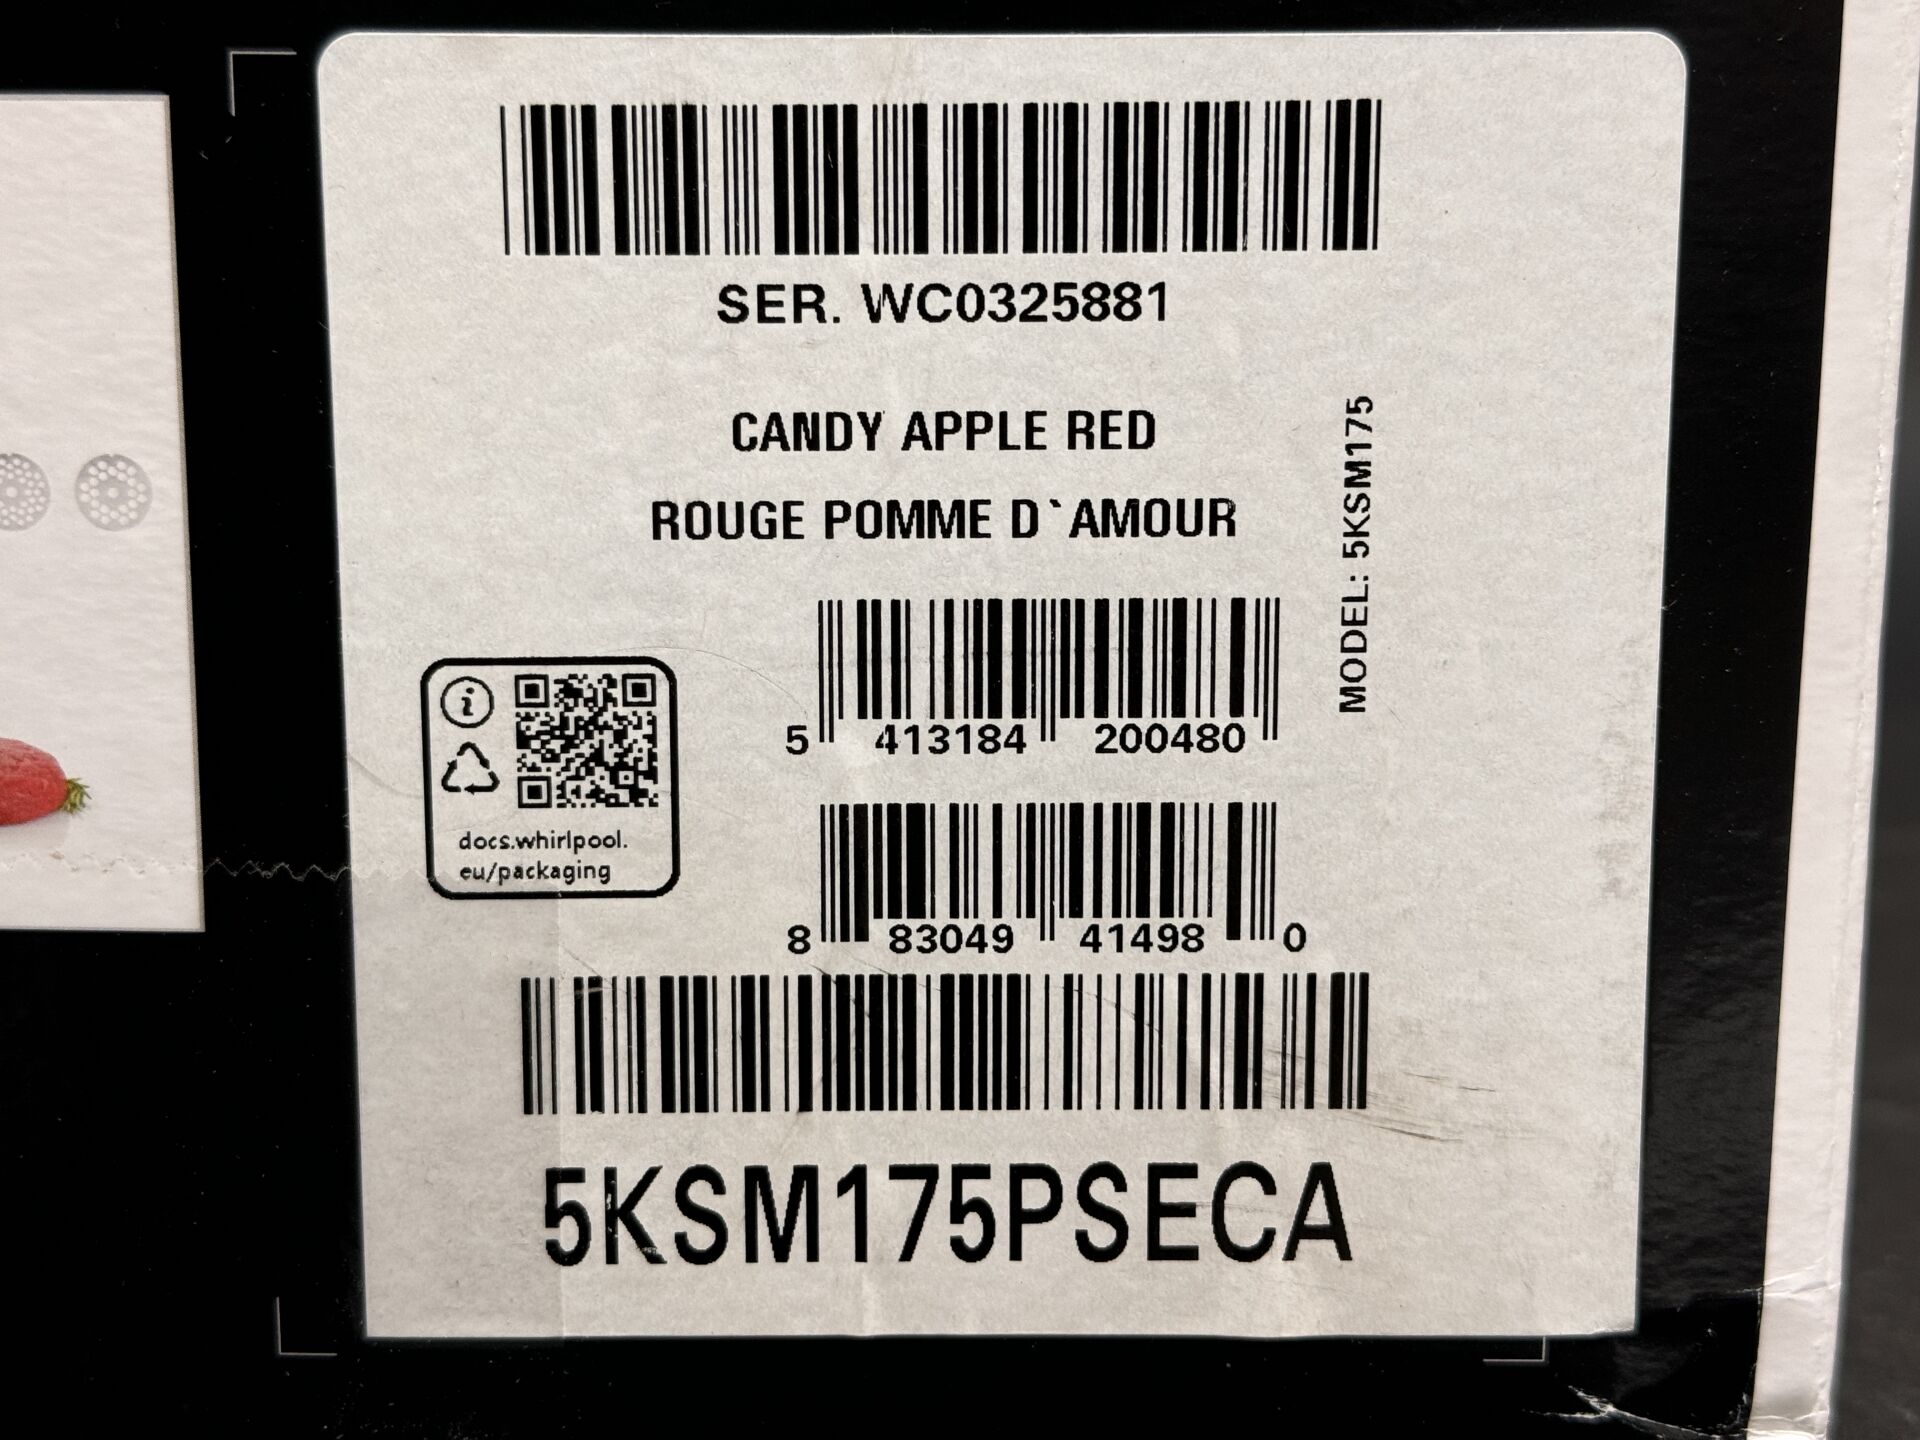 SER. WC0325881
CANDY APPLE RED
ROUGE POMME D`AMOUR
MODEL: 5KSM175
5 413184 200480
docs.whirlpool.
eu/packaging
8 83049 41498 0
5KSM175PSECA